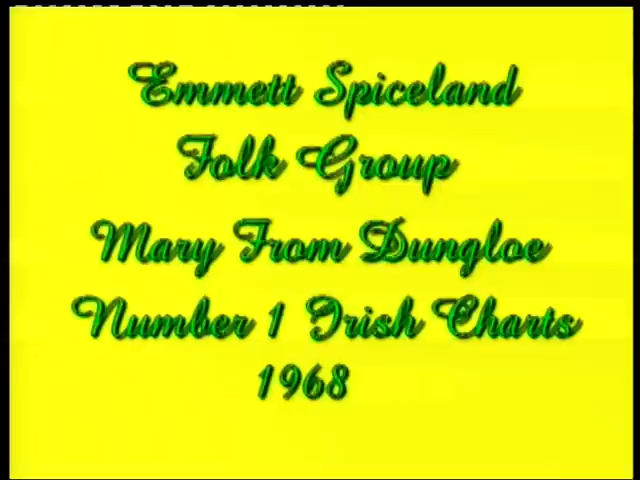 Emmett Spiceland
Folk Group
Mary From Dungloe
Number 1 Irish Charts
1968